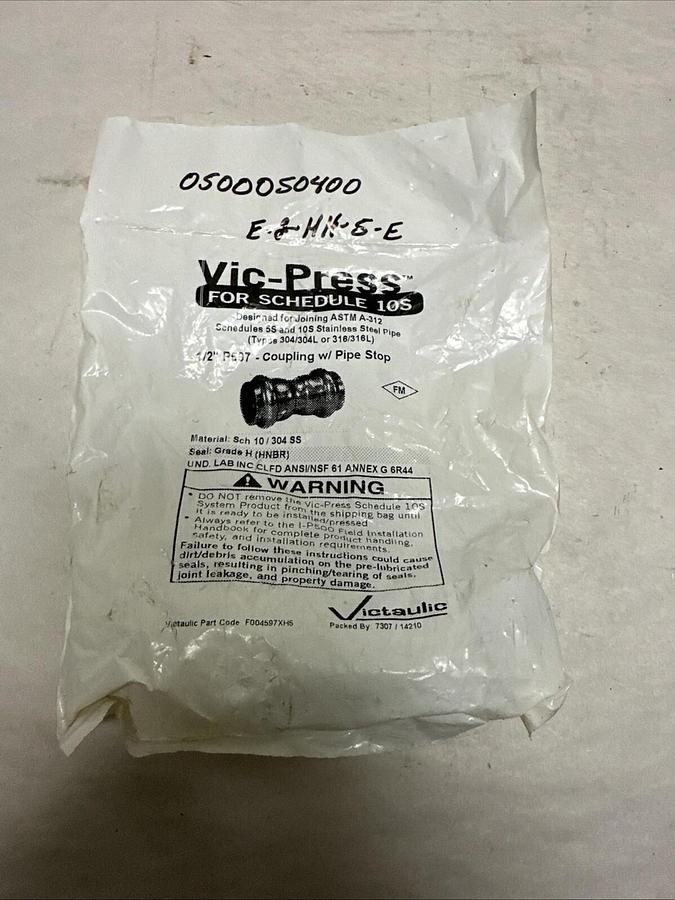 0500050400
E-2-HH-5-E
Vic-Press™
FOR SCHEDULE 10S
Designed for Joining ASTM A-312
Schedules 5S and 10S Stainless Steel Pipe
(Types 304/304L or 316/316L)
1/2" P597 - Coupling w/ Pipe Stop
FM
Material: Sch 10 / 304 SS
Seal: Grade H (HNBR)
UND. LAB INC CLFD ANSI/NSF 61 ANNEX G 6R44
WARNING
• DO NOT remove the Vic-Press Schedule 10S
System Product from the shipping bag until
it is ready to be installed/pressed.
• Always refer to the I-P500 Field Installation
Handbook for complete product handling,
safety, and installation requirements.
Failure to follow these instructions could cause
dirt/debris accumulation on the pre-lubricated
seals, resulting in pinching/tearing of seals,
joint leakage, and property damage.
Victaulic
Victaulic Part Code F004597XH5
Packed By: 7307 / 14210